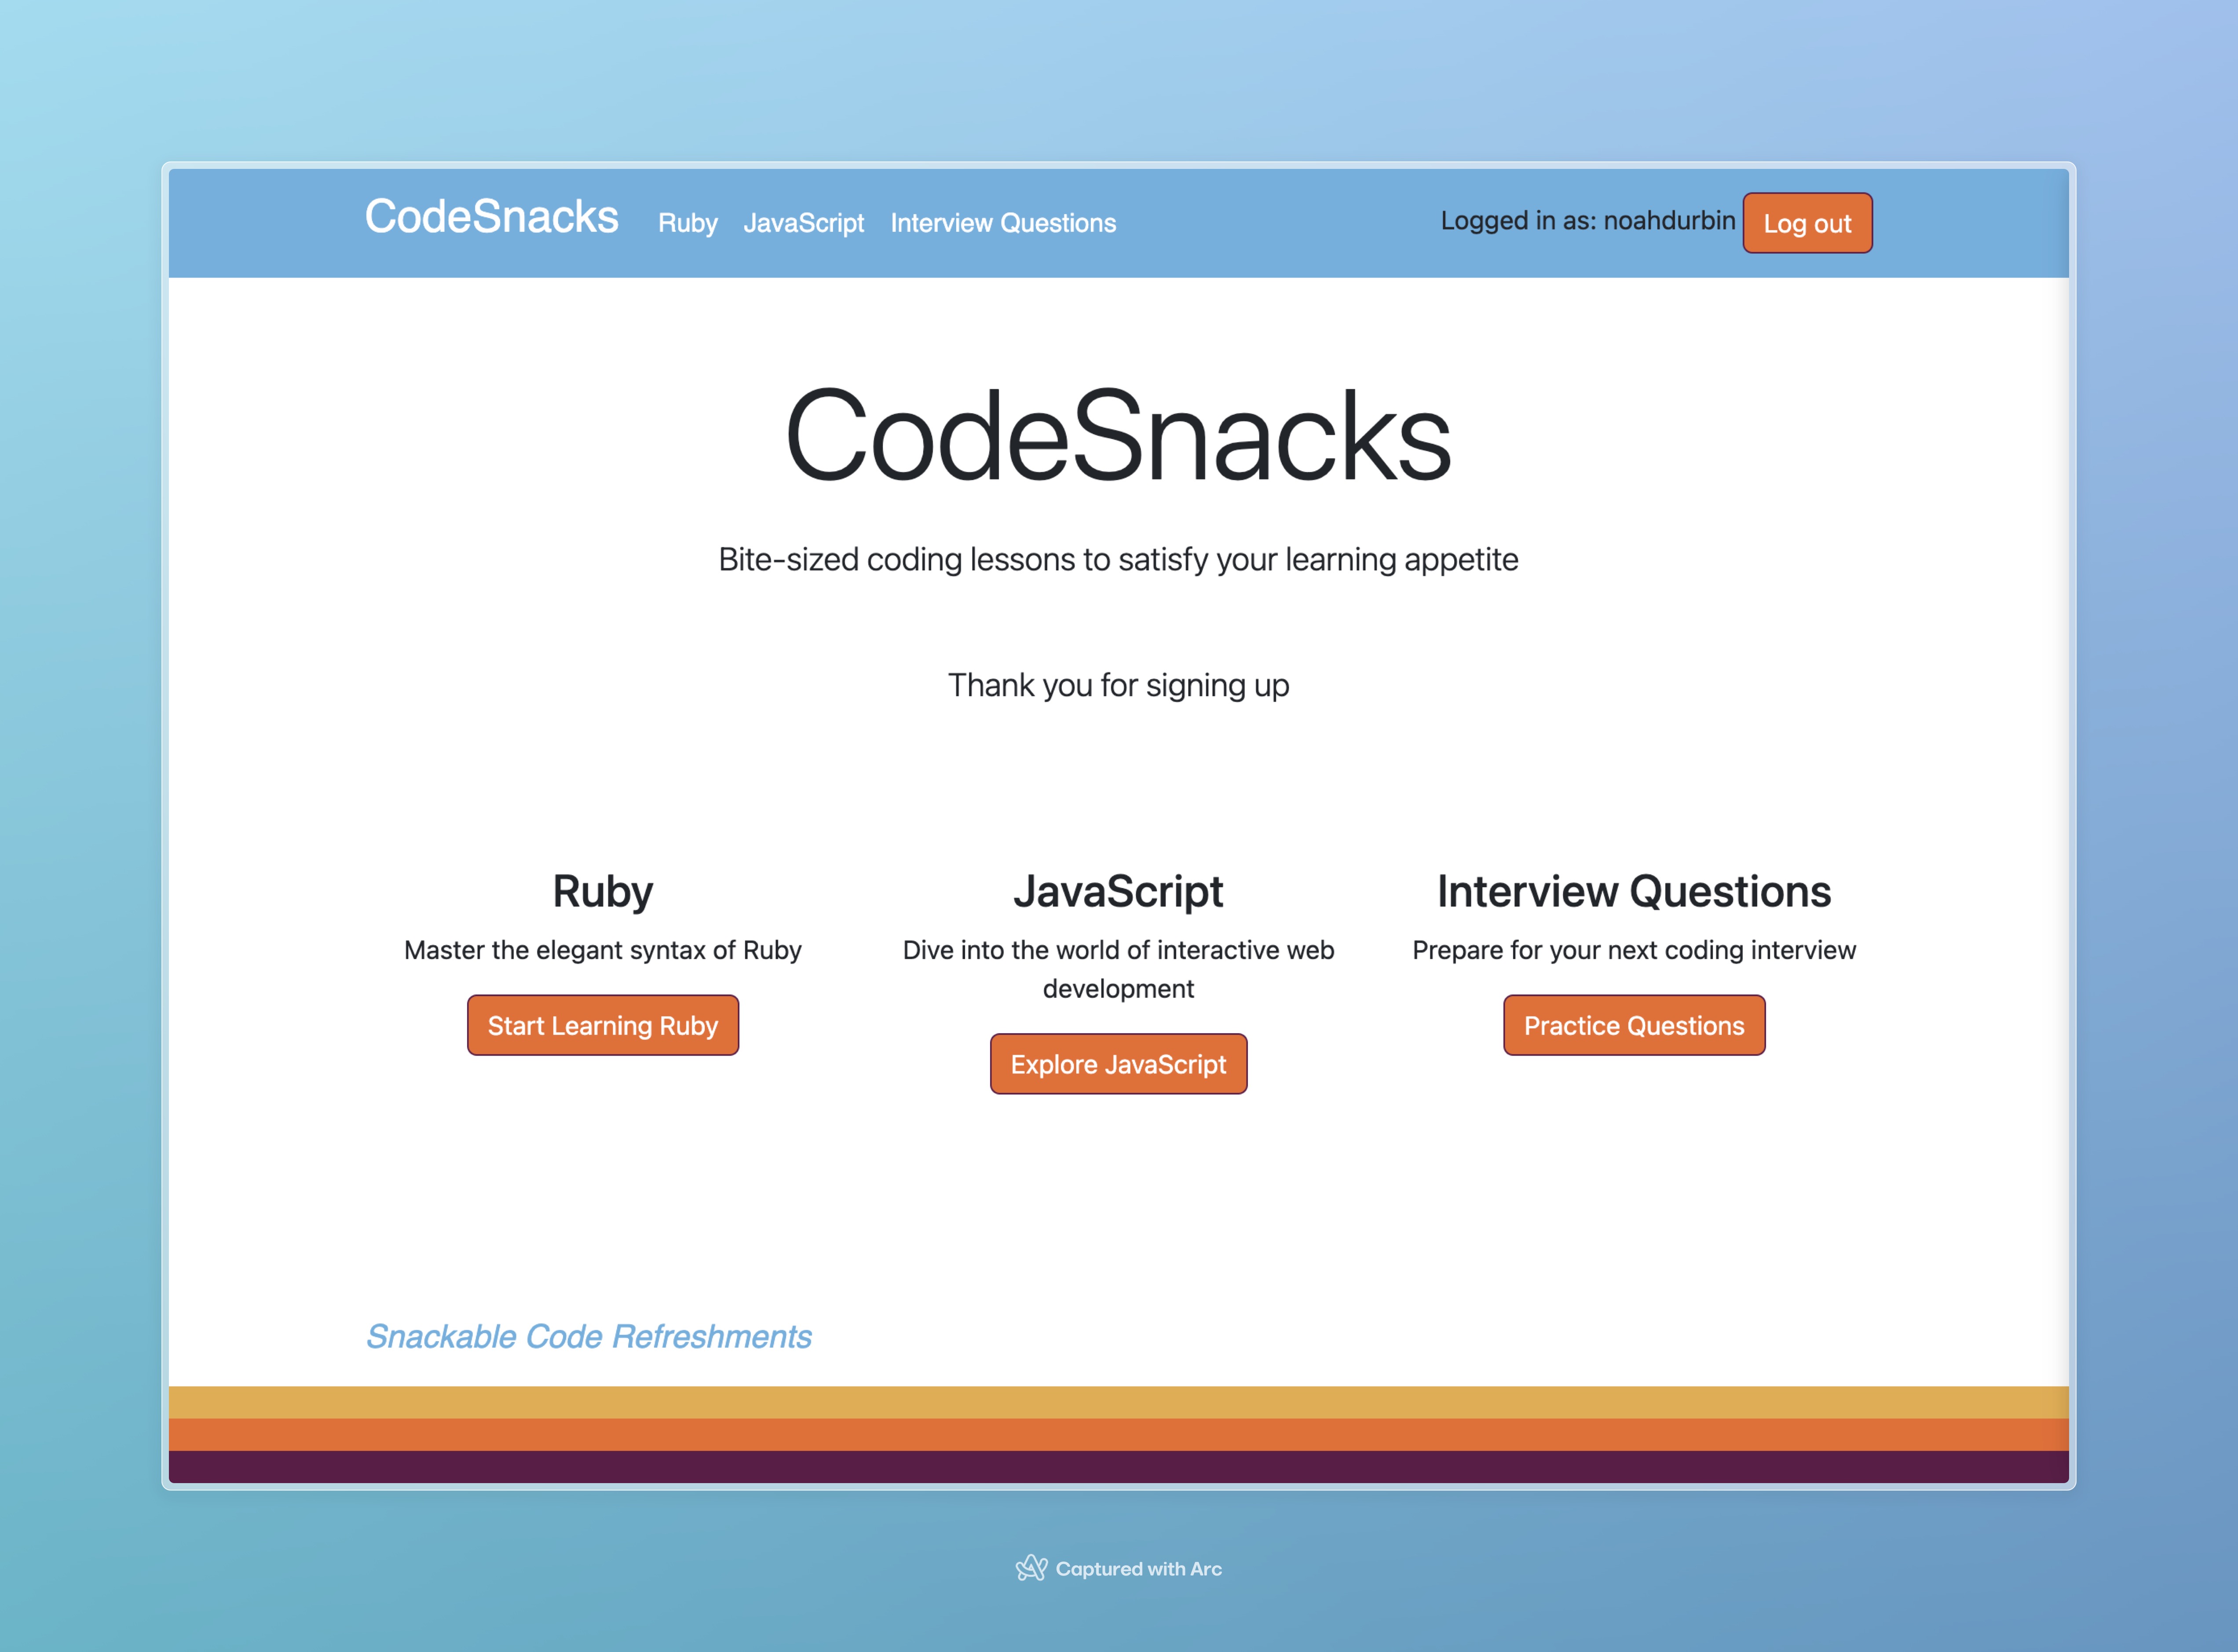 CodeSnacks Ruby JavaScript Interview Questions Logged in as: noahdurbin Log out
CodeSnacks
Bite-sized coding lessons to satisfy your learning appetite
Thank you for signing up
Ruby
Master the elegant syntax of Ruby
Start Learning Ruby
JavaScript
Dive into the world of interactive web
development
Explore JavaScript
Interview Questions
Prepare for your next coding interview
Practice Questions
Snackable Code Refreshments
Captured with Arc